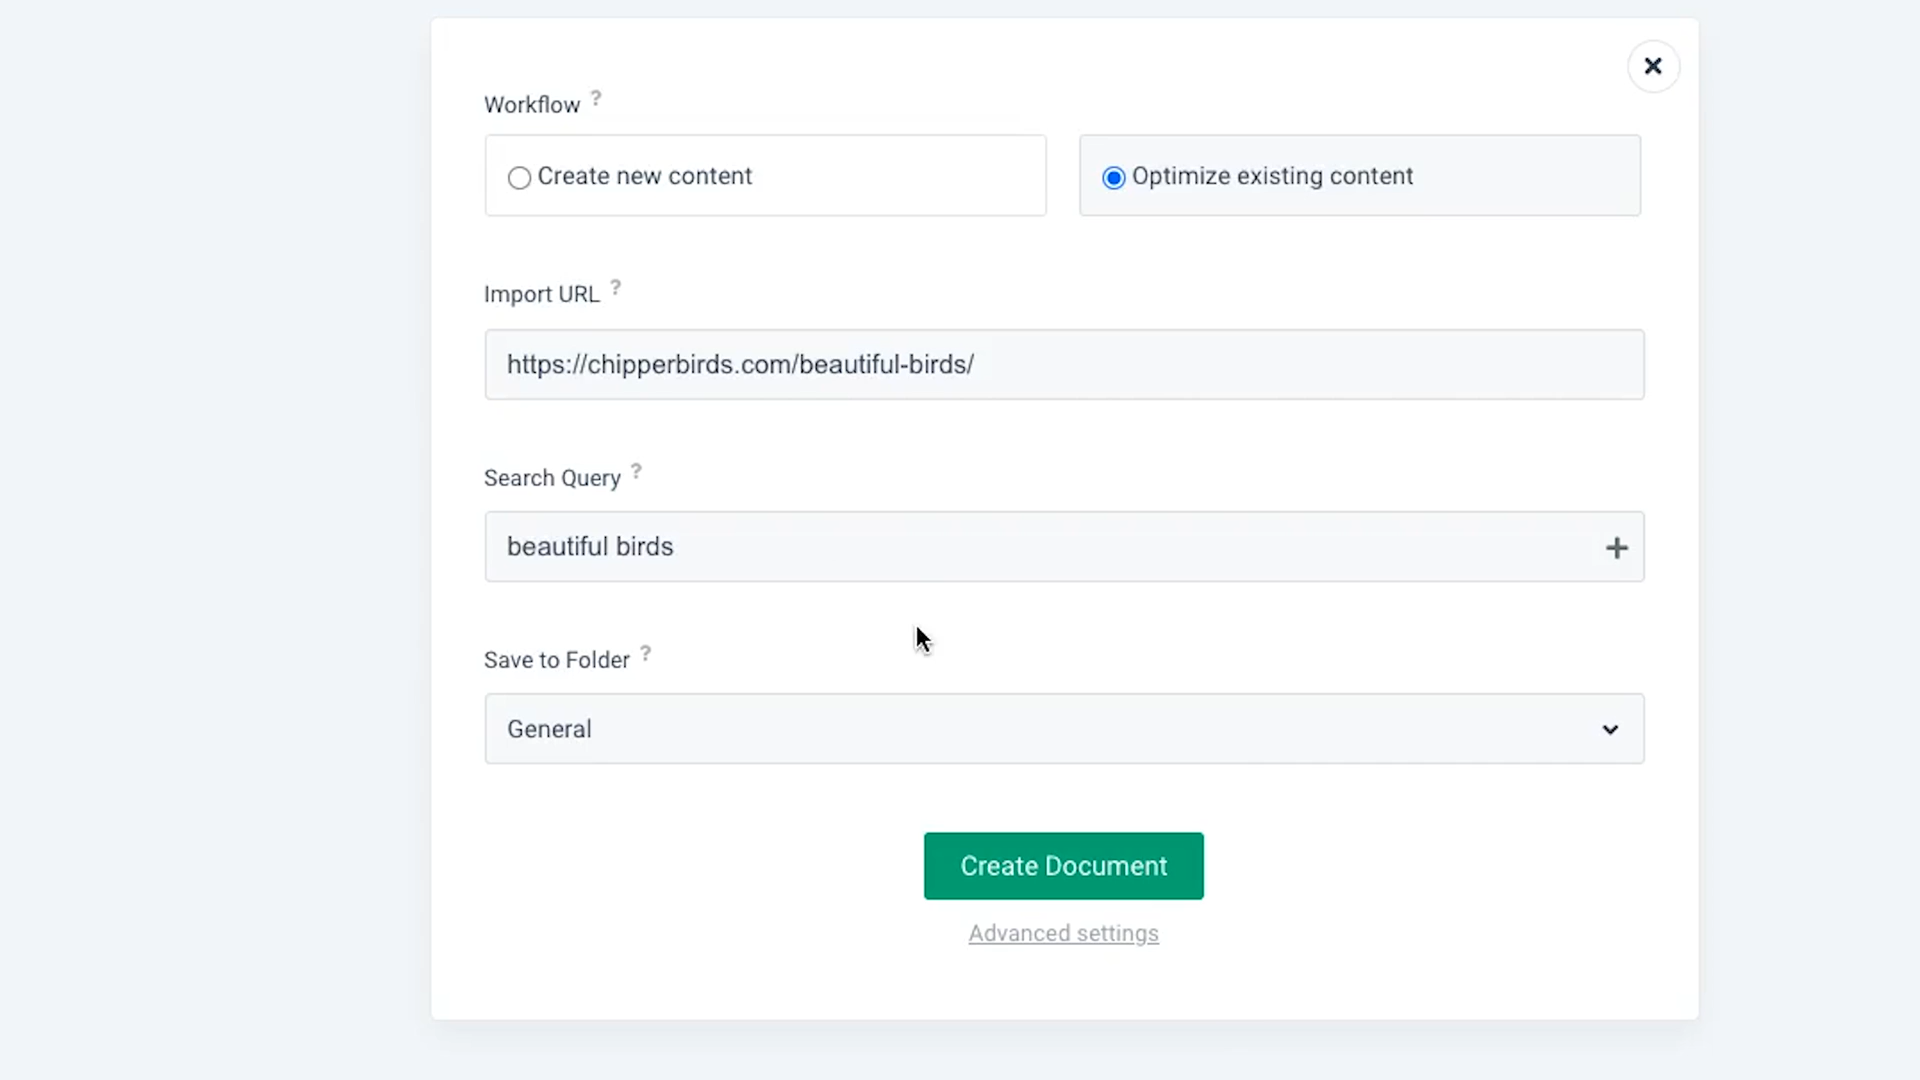 Workflow ?
Create new content
Optimize existing content
Import URL ?
https://chipperbirds.com/beautiful-birds/
Search Query ?
beautiful birds
Save to Folder ?
General
Create Document
Advanced settings